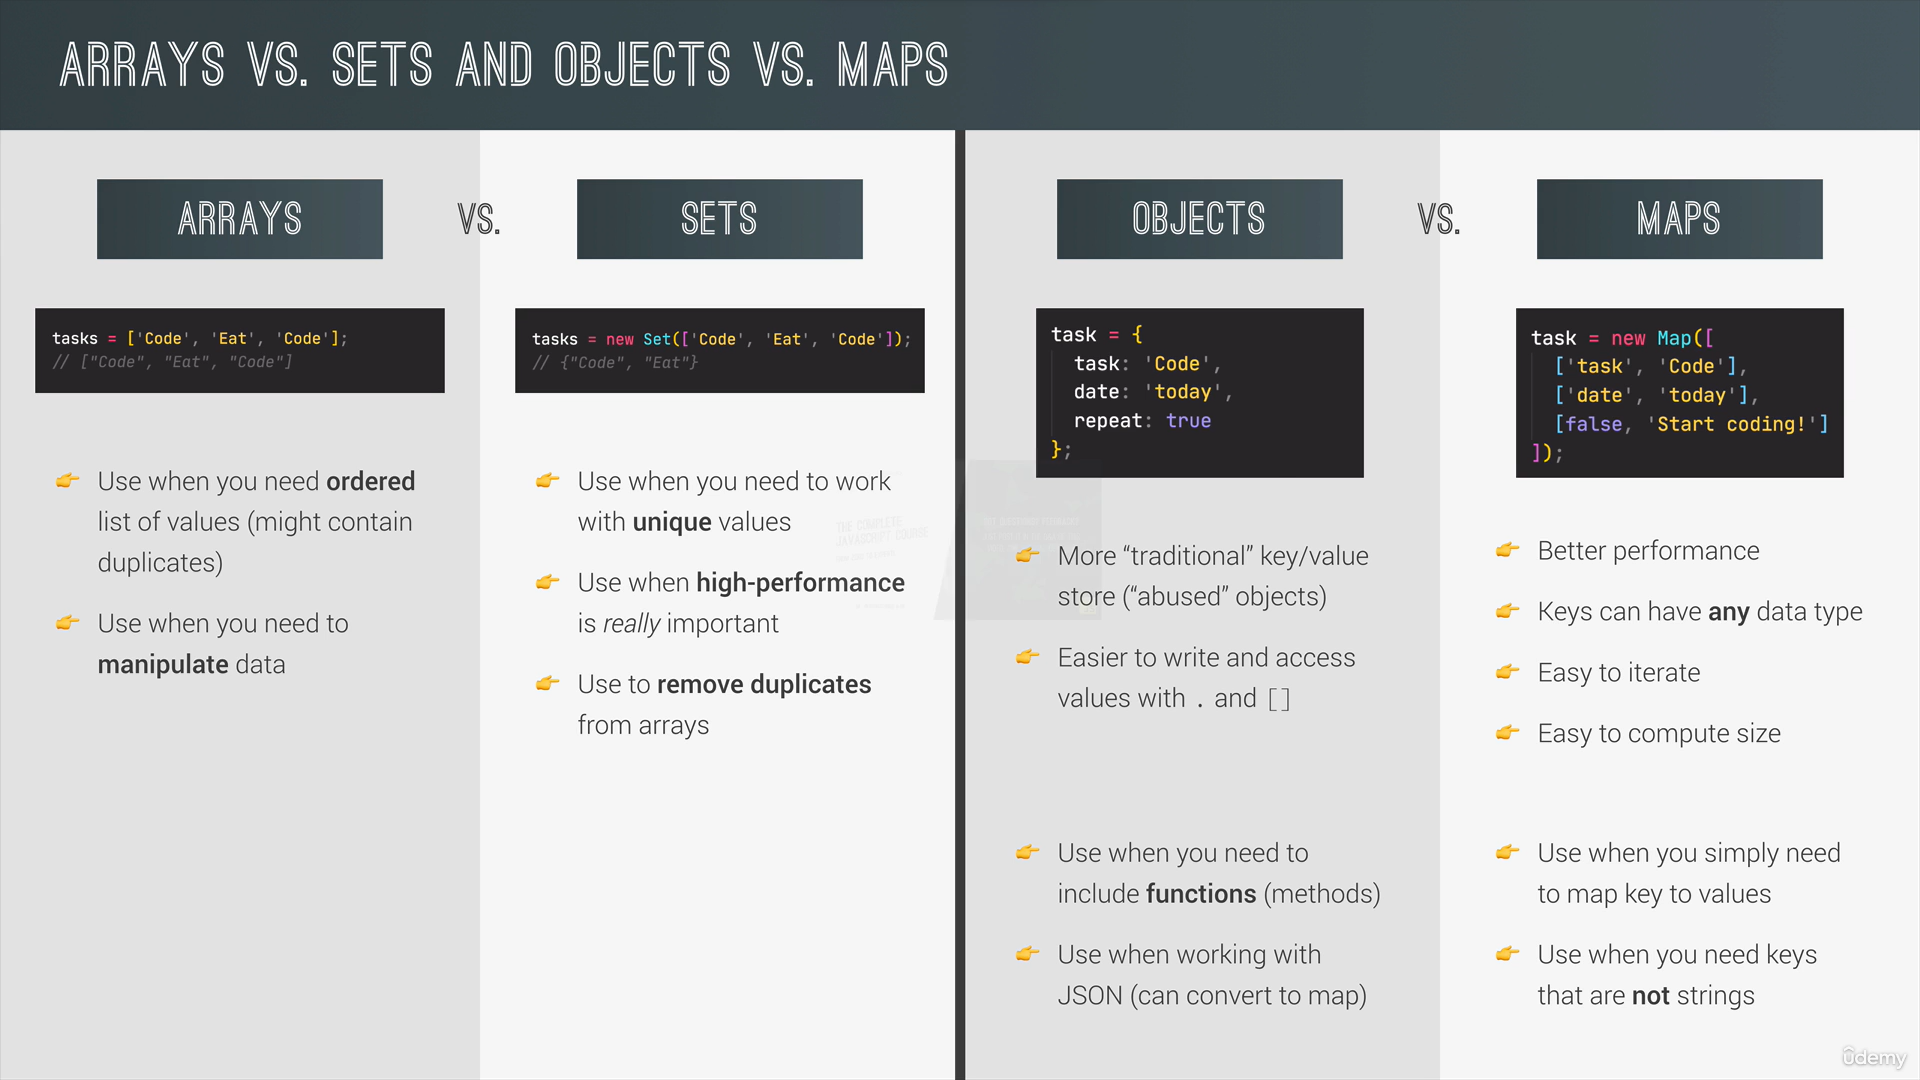 ARRAYS VS. SETS AND OBJECTS VS. MAPS
ARRAYS
VS.
SETS
tasks = ['Code', 'Eat', 'Code'];
// ["Code", "Eat", "Code"]
tasks = new Set(['Code', 'Eat', 'Code']);
// {"Code", "Eat"}
👉 Use when you need ordered
list of values (might contain
duplicates)
👉 Use when you need to
manipulate data
👉 Use when you need to work
with unique values
👉 Use when high-performance
is really important
👉 Use to remove duplicates
from arrays
THE COMPLETE
JAVASCRIPT COURSE
OBJECTS
VS.
MAPS
task = {
task: 'Code',
date: 'today',
repeat: true
};
task = new Map([
['task', 'Code'],
['date', 'today'],
[false, 'Start coding!']
]);
👉 More “traditional” key/value
store (“abused” objects)
👉 Easier to write and access
values with . and []
👉 Use when you need to
include functions (methods)
👉 Use when working with
JSON (can convert to map)
👉 Better performance
👉 Keys can have any data type
👉 Easy to iterate
👉 Easy to compute size
👉 Use when you simply need
to map key to values
👉 Use when you need keys
that are not strings
ûdemy